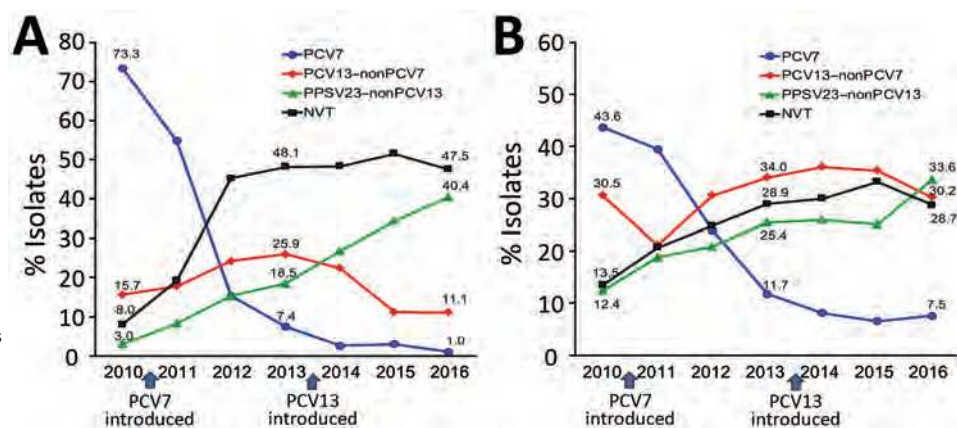 A
80
70
60
50
40
30
20
10
0
% Isolates
PCV7
PCV13–nonPCV7
PPSV23–nonPCV13
NVT
73.3
15.7
8.0
3.0
48.1
25.9
18.5
7.4
47.5
40.4
11.1
1.0
2010 2011 2012 2013 2014 2015 2016
PCV7 introduced
PCV13 introduced
B
60
50
40
30
20
10
0
% Isolates
PCV7
PCV13–nonPCV7
PPSV23–nonPCV13
NVT
43.6
30.5
13.5
12.4
34.0
28.9
25.4
11.7
33.6
30.2
28.7
7.5
2010 2011 2012 2013 2014 2015 2016
PCV7 introduced
PCV13 introduced